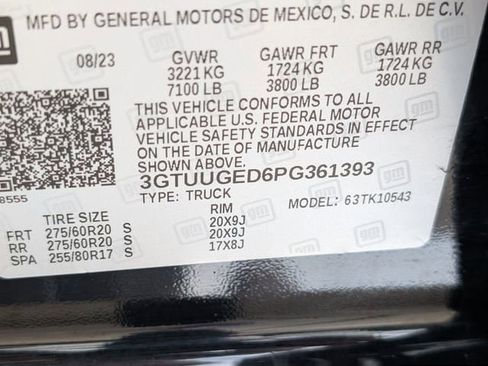 gm
MFD BY GENERAL MOTORS DE MEXICO, S. DE R.L. DE C.V.
08/23 GVWR GAWR FRT GAWR RR
3221 KG 1724 KG 1724 KG
7100 LB 3800 LB 3800 LB
THIS VEHICLE CONFORMS TO ALL
APPLICABLE U.S. FEDERAL MOTOR
VEHICLE SAFETY STANDARDS IN EFFECT
ON THE DATE OF MANUFACTURE
SHOWN ABOVE.
3GTUUGED6PG361393
8555
TYPE: TRUCK MODEL: 63TK10543
TIRE SIZE RIM
FRT 275/60R20 S 20X9J
RR 275/60R20 S 20X9J
SPA 255/80R17 S 17X8J